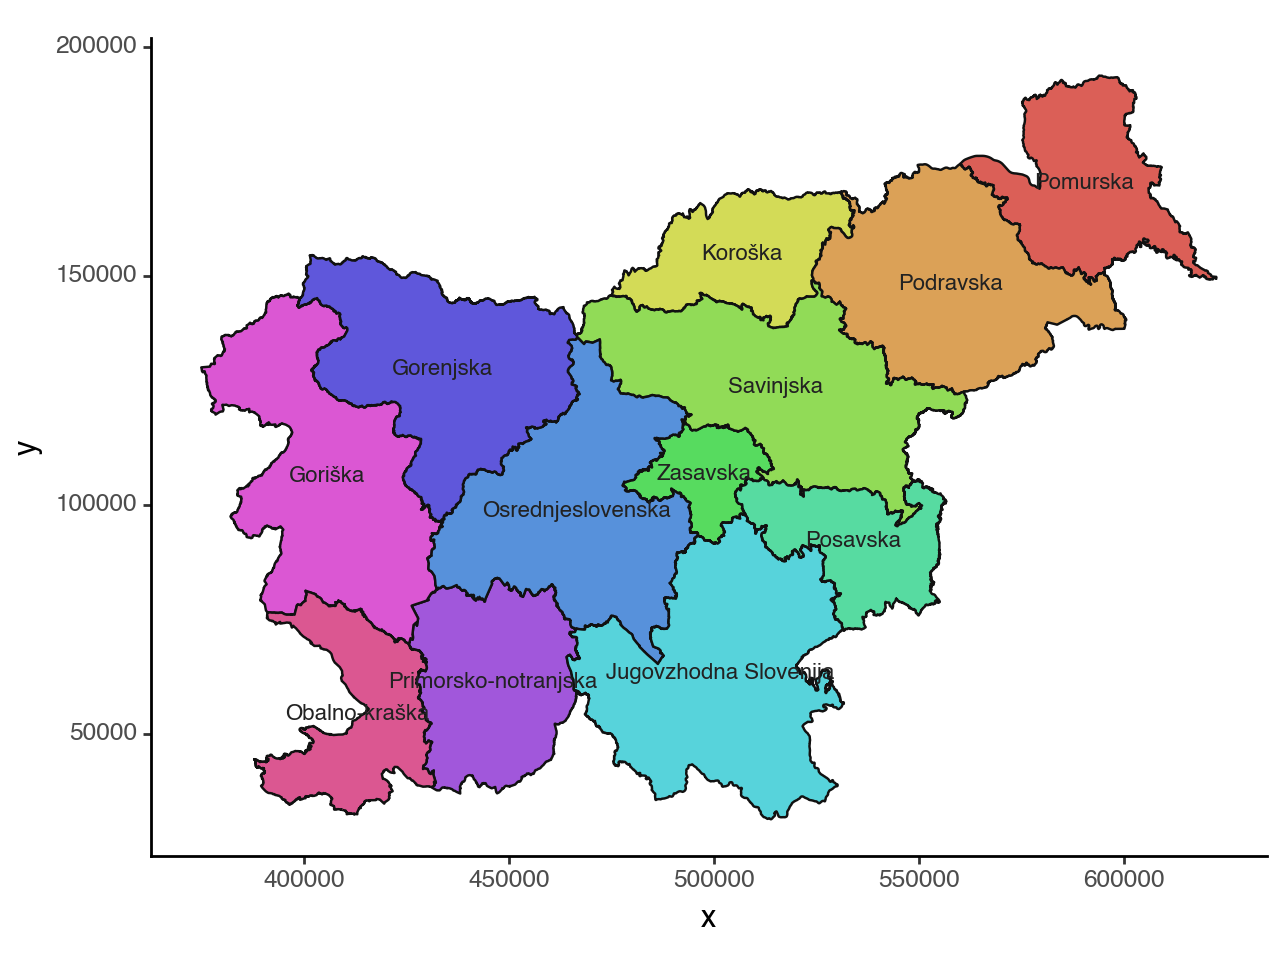 200000
150000
100000
50000
y
Pomurska
Koroška
Podravska
Gorenjska
Savinjska
Goriška
Zasavska
Osrednjeslovenska
Posavska
Jugovzhodna Slovenija
Primorsko-notranjska
Obalno-kraška
400000
450000
500000
550000
600000
x